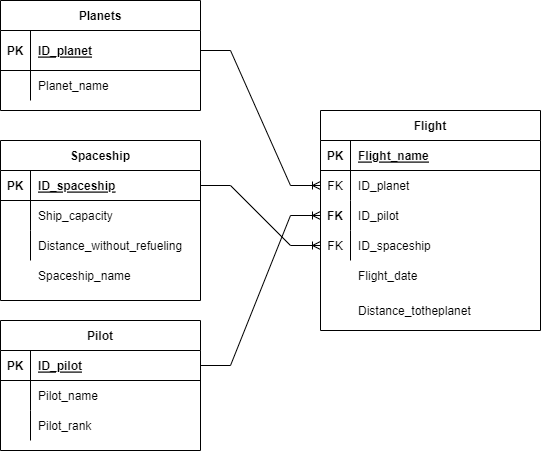 Planets
PK ID_planet
Planet_name
Spaceship
PK ID_spaceship
Ship_capacity
Distance_without_refueling
Spaceship_name
Pilot
PK ID_pilot
Pilot_name
Pilot_rank
Flight
PK Flight_name
FK ID_planet
FK ID_pilot
FK ID_spaceship
Flight_date
Distance_totheplanet